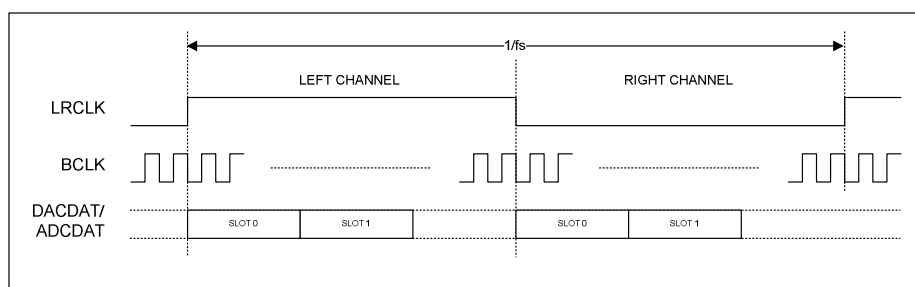 1/fs
LEFT CHANNEL
RIGHT CHANNEL
LRCLK
BCLK
DACDAT/
ADCDAT
SLOT 0
SLOT 1
SLOT 0
SLOT 1